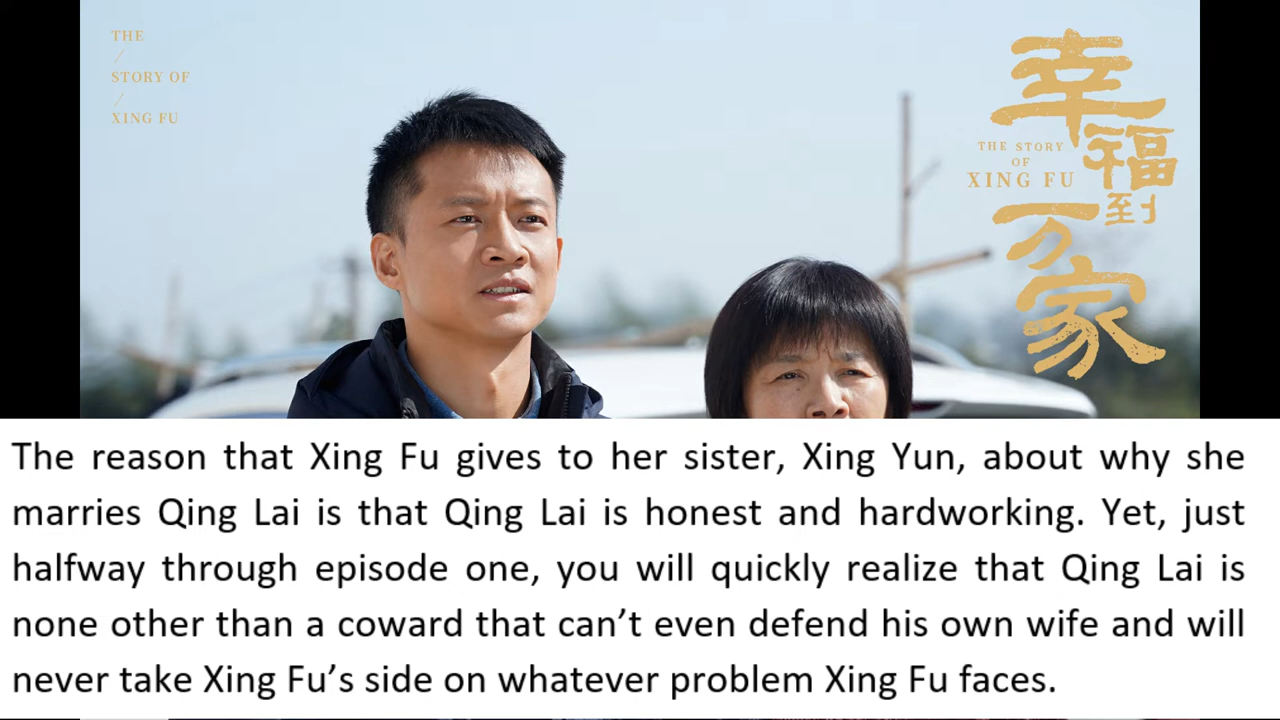 THE
/
STORY OF
/
XING FU
幸福到万家
THE STORY
OF
XING FU
The reason that Xing Fu gives to her sister, Xing Yun, about why she
marries Qing Lai is that Qing Lai is honest and hardworking. Yet, just
halfway through episode one, you will quickly realize that Qing Lai is
none other than a coward that can’t even defend his own wife and will
never take Xing Fu’s side on whatever problem Xing Fu faces.